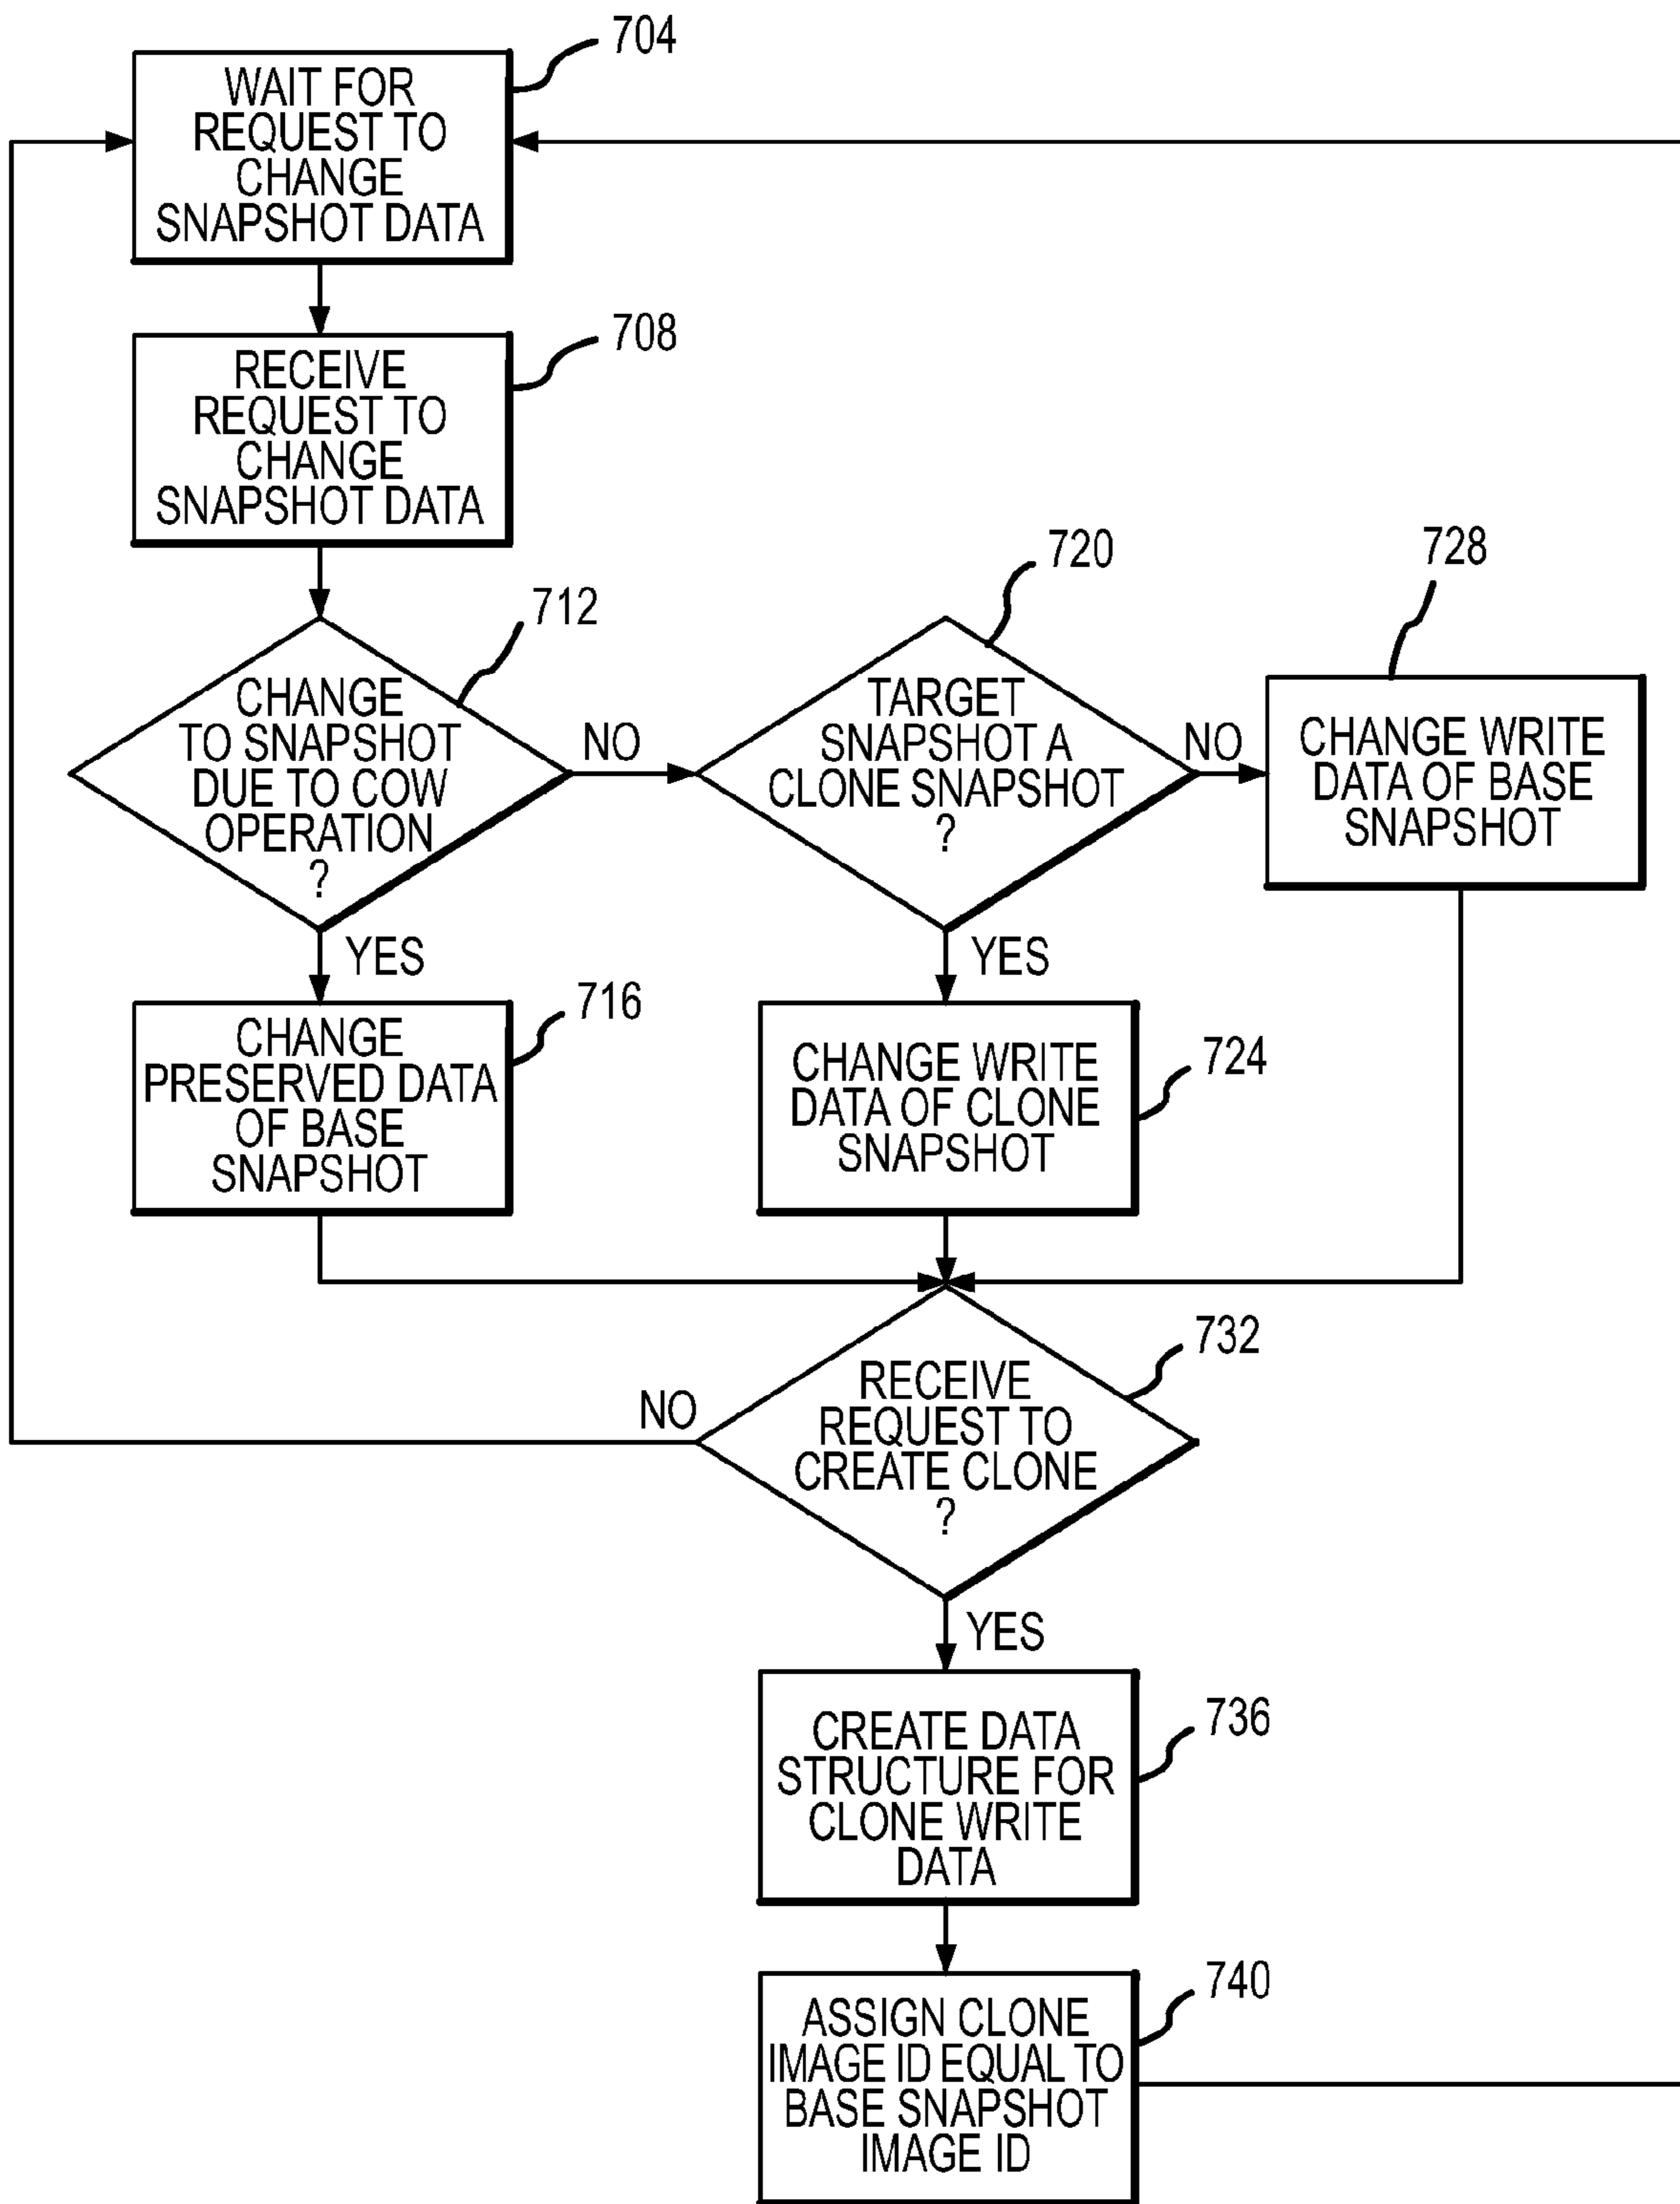 704
WAIT FOR
REQUEST TO
CHANGE
SNAPSHOT DATA
708
RECEIVE
REQUEST TO
CHANGE
SNAPSHOT DATA
712
CHANGE
TO SNAPSHOT
DUE TO COW
OPERATION
?
NO
YES
720
TARGET
SNAPSHOT A
CLONE SNAPSHOT
?
NO
YES
728
CHANGE WRITE
DATA OF BASE
SNAPSHOT
716
CHANGE
PRESERVED DATA
OF BASE
SNAPSHOT
724
CHANGE WRITE
DATA OF CLONE
SNAPSHOT
732
RECEIVE
REQUEST TO
CREATE CLONE
?
NO
YES
736
CREATE DATA
STRUCTURE FOR
CLONE WRITE
DATA
740
ASSIGN CLONE
IMAGE ID EQUAL TO
BASE SNAPSHOT
IMAGE ID